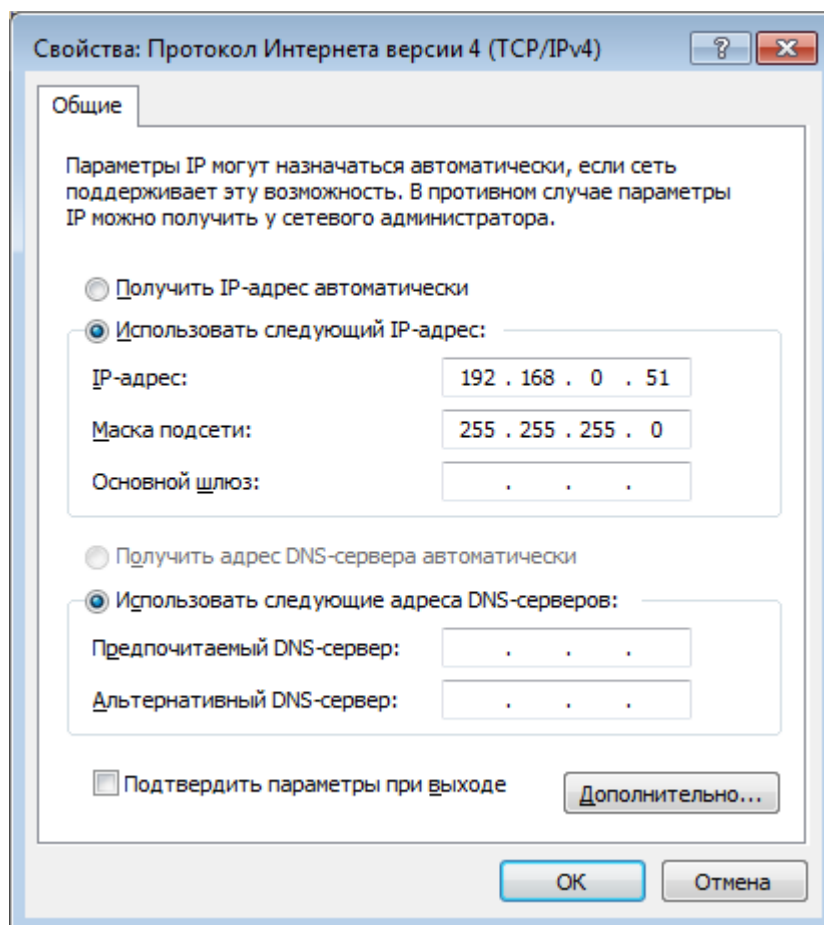 Свойства: Протокол Интернета версии 4 (TCP/IPv4)
Общие
Параметры IP могут назначаться автоматически, если сеть
поддерживает эту возможность. В противном случае параметры
IP можно получить у сетевого администратора.
Получить IP-адрес автоматически
Использовать следующий IP-адрес:
IP-адрес: 192 . 168 . 0 . 51
Маска подсети: 255 . 255 . 255 . 0
Основной шлюз: . . .
Получить адрес DNS-сервера автоматически
Использовать следующие адреса DNS-серверов:
Предпочитаемый DNS-сервер: . . .
Альтернативный DNS-сервер: . . .
Подтвердить параметры при выходе
Дополнительно...
ОК Отмена